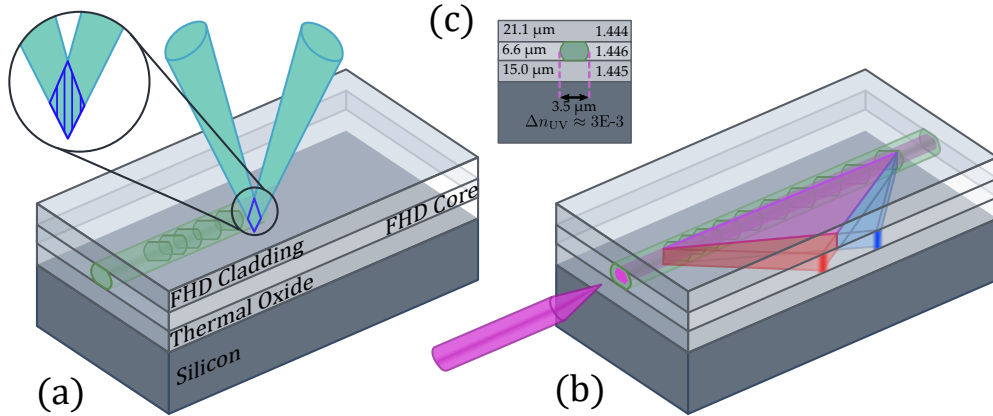 (c)
21.1 µm 1.444
6.6 µm 1.446
15.0 µm 1.445
3.5 µm
Δn_UV ≈ 3E-3
FHD Core
FHD Cladding
Thermal Oxide
Silicon
(a)
(b)